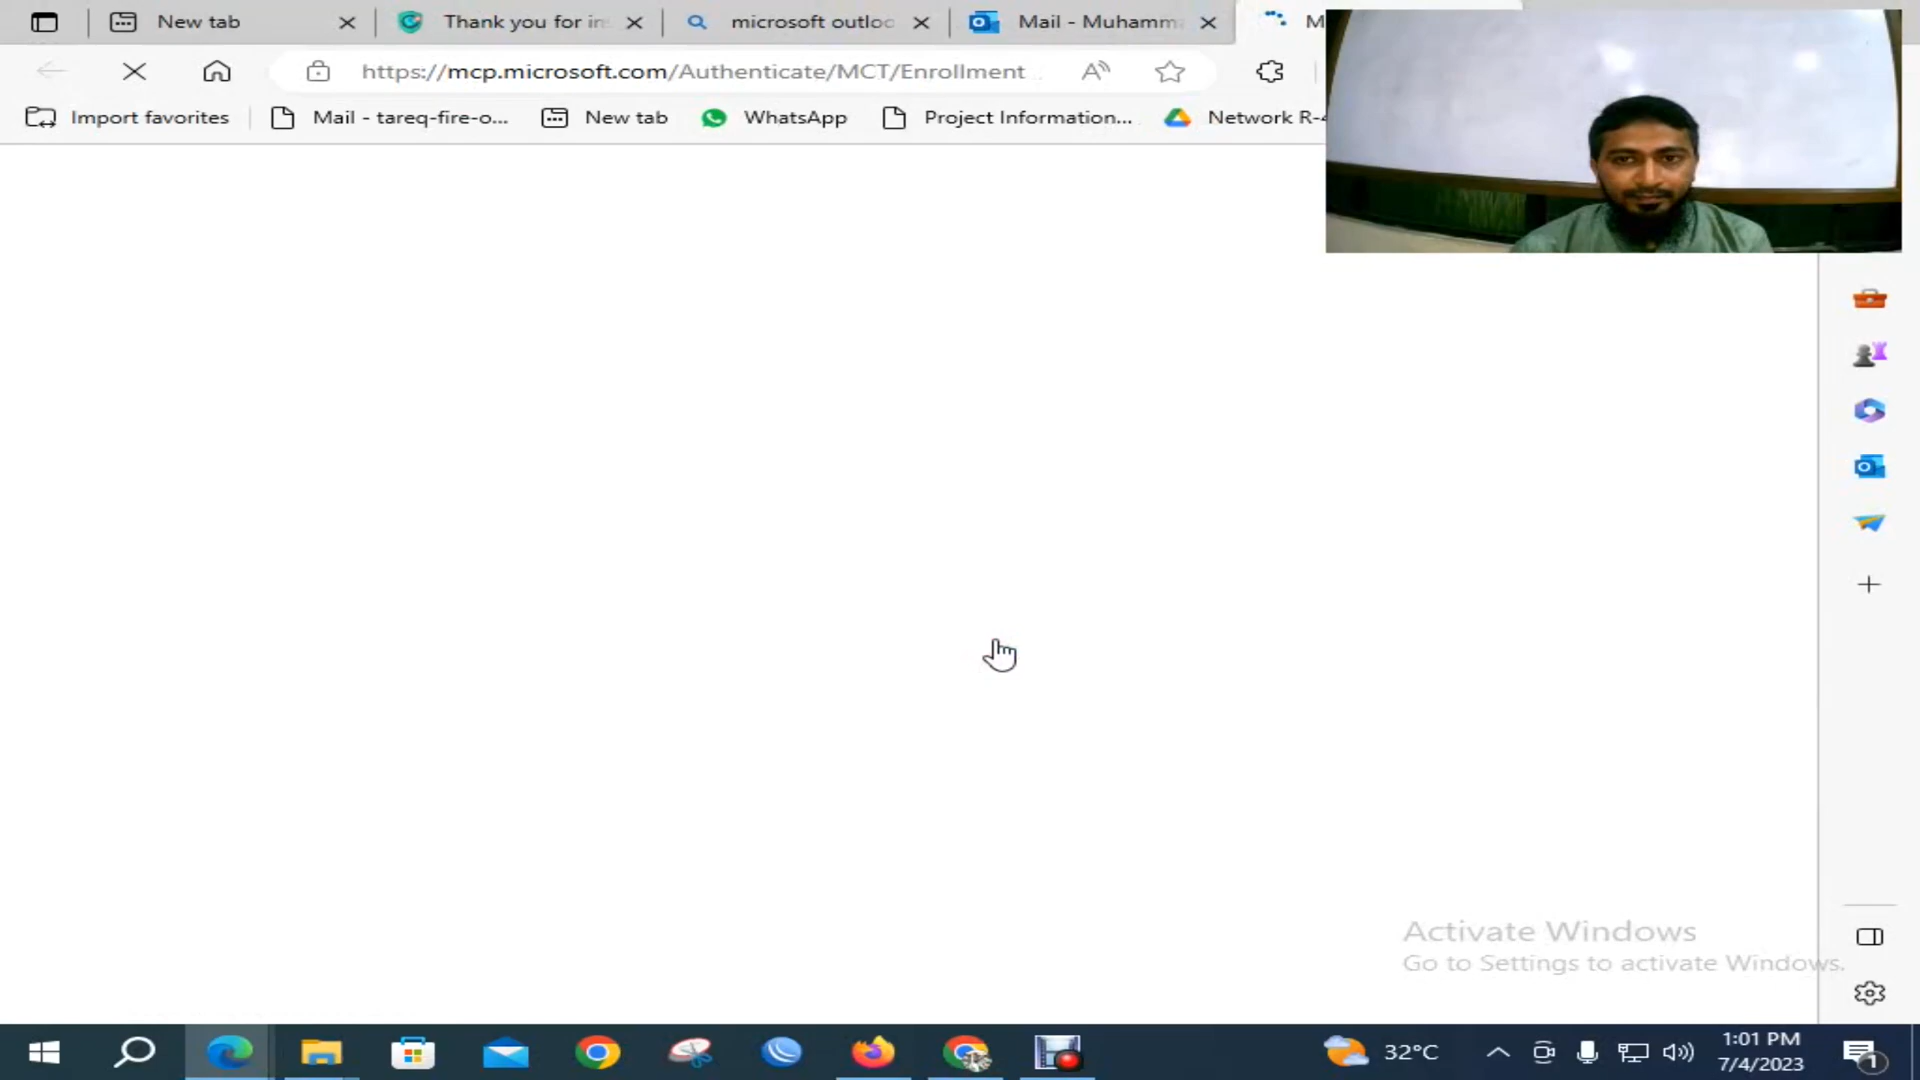 New tab
Thank you for in
microsoft outloo
Mail - Muhamm
M
https://mcp.microsoft.com/Authenticate/MCT/Enrollment
Import favorites
Mail - tareq-fire-o...
New tab
WhatsApp
Project Information...
Network R-4
Activate Windows
Go to Settings to activate Windows.
32°C
1:01 PM
7/4/2023
1